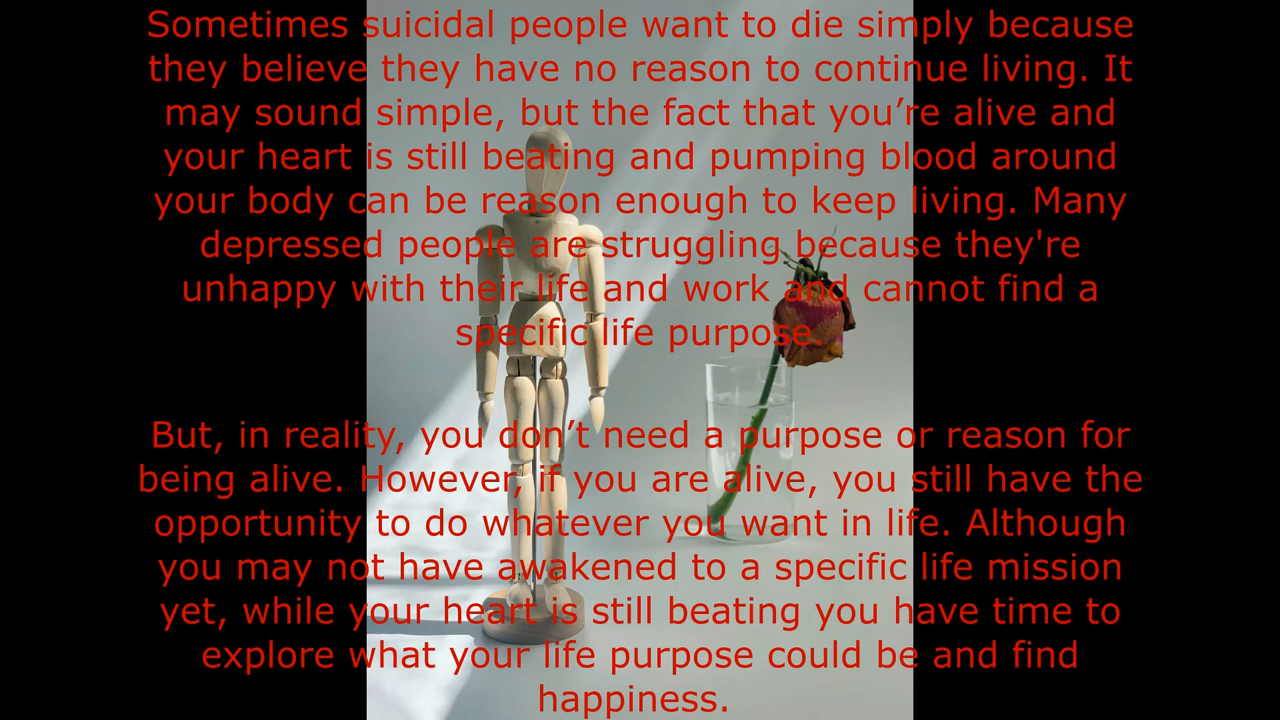 Sometimes suicidal people want to die simply because
they believe they have no reason to continue living. It
may sound simple, but the fact that you’re alive and
your heart is still beating and pumping blood around
your body can be reason enough to keep living. Many
depressed people are struggling because they're
unhappy with their life and work and cannot find a
specific life purpose.
But, in reality, you don’t need a purpose or reason for
being alive. However, if you are alive, you still have the
opportunity to do whatever you want in life. Although
you may not have awakened to a specific life mission
yet, while your heart is still beating you have time to
explore what your life purpose could be and find
happiness.